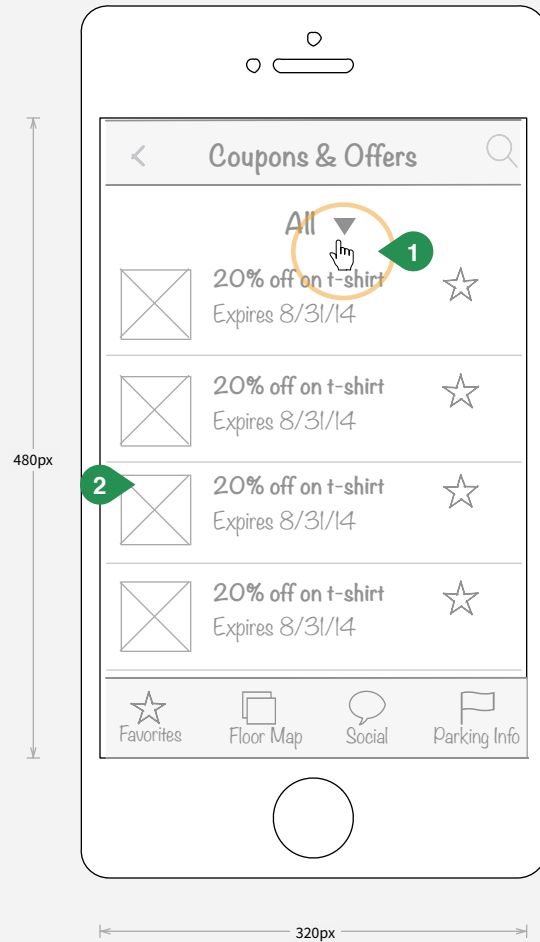 Coupons & Offers
All
1
20% off on t-shirt
Expires 8/31/14
20% off on t-shirt
Expires 8/31/14
480px
2
20% off on t-shirt
Expires 8/31/14
20% off on t-shirt
Expires 8/31/14
Favorites Floor Map Social Parking Info
320px